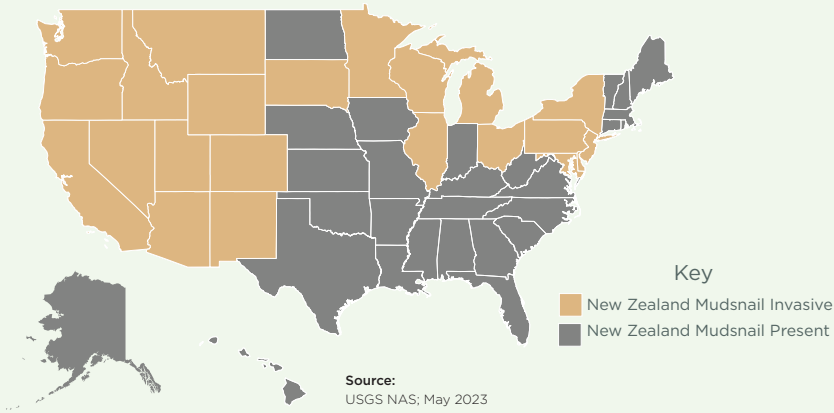 Key
New Zealand Mudsnail Invasive
New Zealand Mudsnail Present
Source:
USGS NAS; May 2023